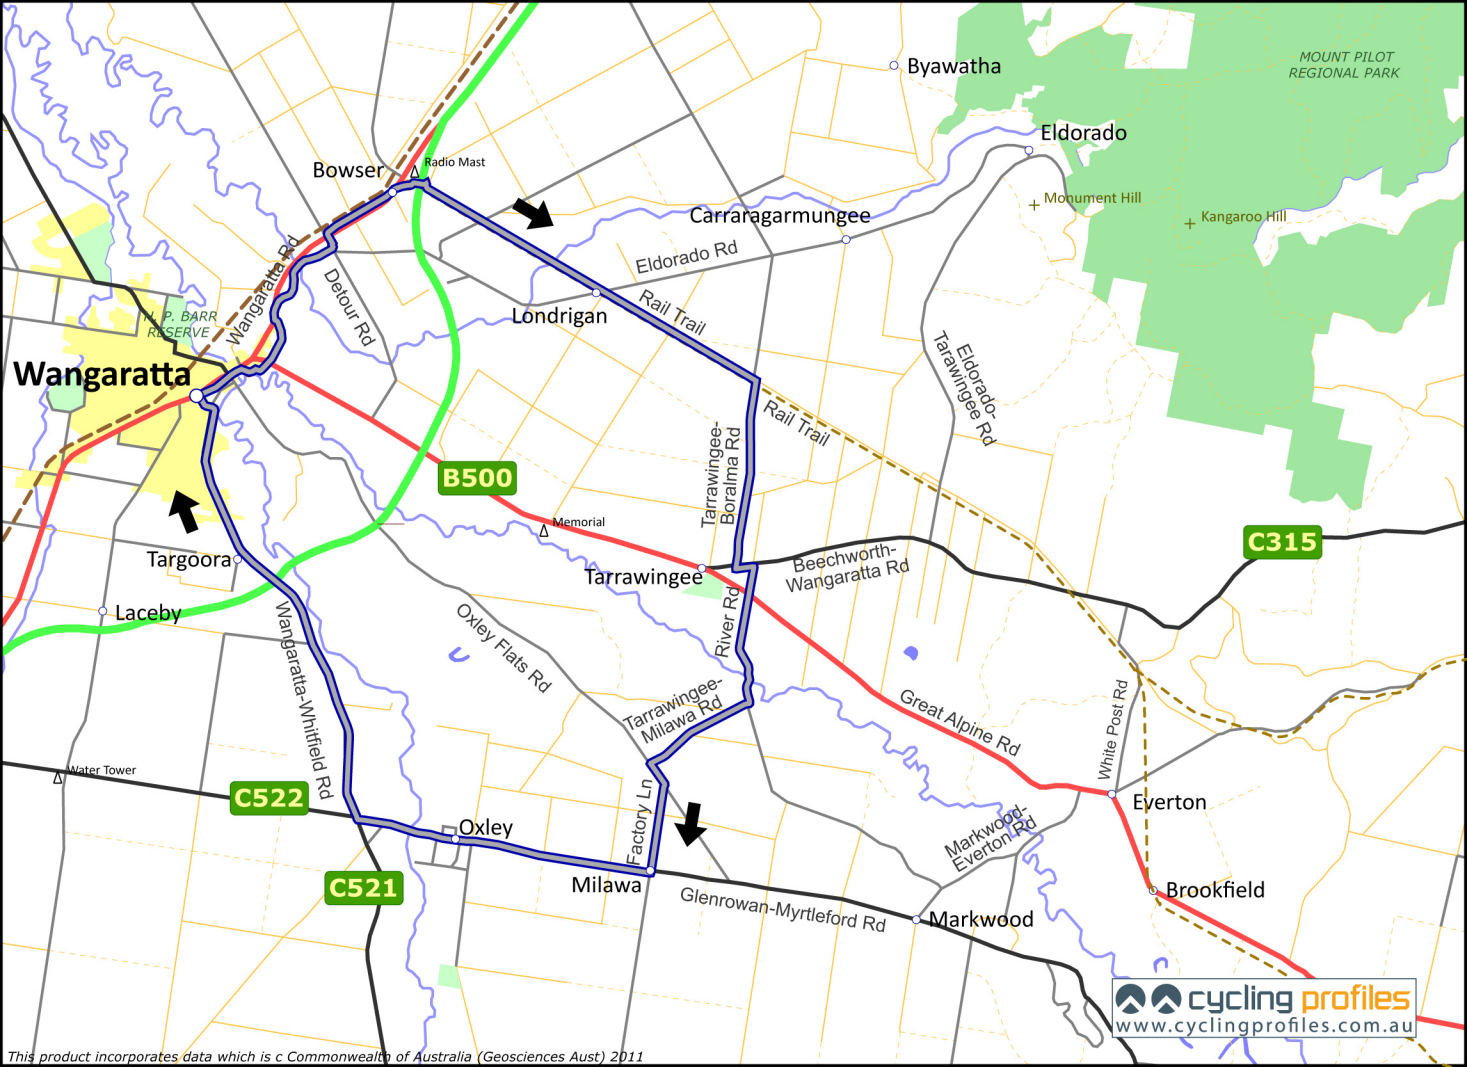 MOUNT PILOT
REGIONAL PARK
Byawatha
Eldorado
Bowser
Radio Mast
Monument Hill
Kangaroo Hill
Carraragarmungee
Wangaratta Rd
Eldorado Rd
Detour Rd
Rail Trail
Londrigan
H. P. BARR
RESERVE
Wangaratta
Eldorado-
Tarawingee Rd
Rail Trail
Tarrawingee-
Boralma Rd
B500
Memorial
C315
Targoora
Tarrawingee
Beechworth-
Wangaratta Rd
Laceby
Oxley Flats Rd
River Rd
Wangaratta-Whitfield Rd
Tarrawingee-
Milawa Rd
Great Alpine Rd
White Post Rd
Water Tower
C522
Everton
Oxley
Factory Ln
Markwood-
Everton Rd
C521
Milawa
Brookfield
Glenrowan-Myrtleford Rd
Markwood
cycling profiles
www.cyclingprofiles.com.au
This product incorporates data which is c Commonwealth of Australia (Geosciences Aust) 2011